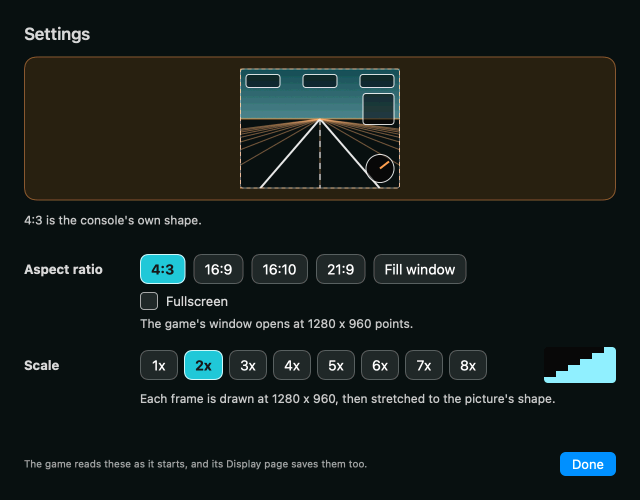 Settings
4:3 is the console's own shape.
Aspect ratio
4:3
16:9
16:10
21:9
Fill window
Fullscreen
The game's window opens at 1280 x 960 points.
Scale
1x
2x
3x
4x
5x
6x
7x
8x
Each frame is drawn at 1280 x 960, then stretched to the picture's shape.
The game reads these as it starts, and its Display page saves them too.
Done